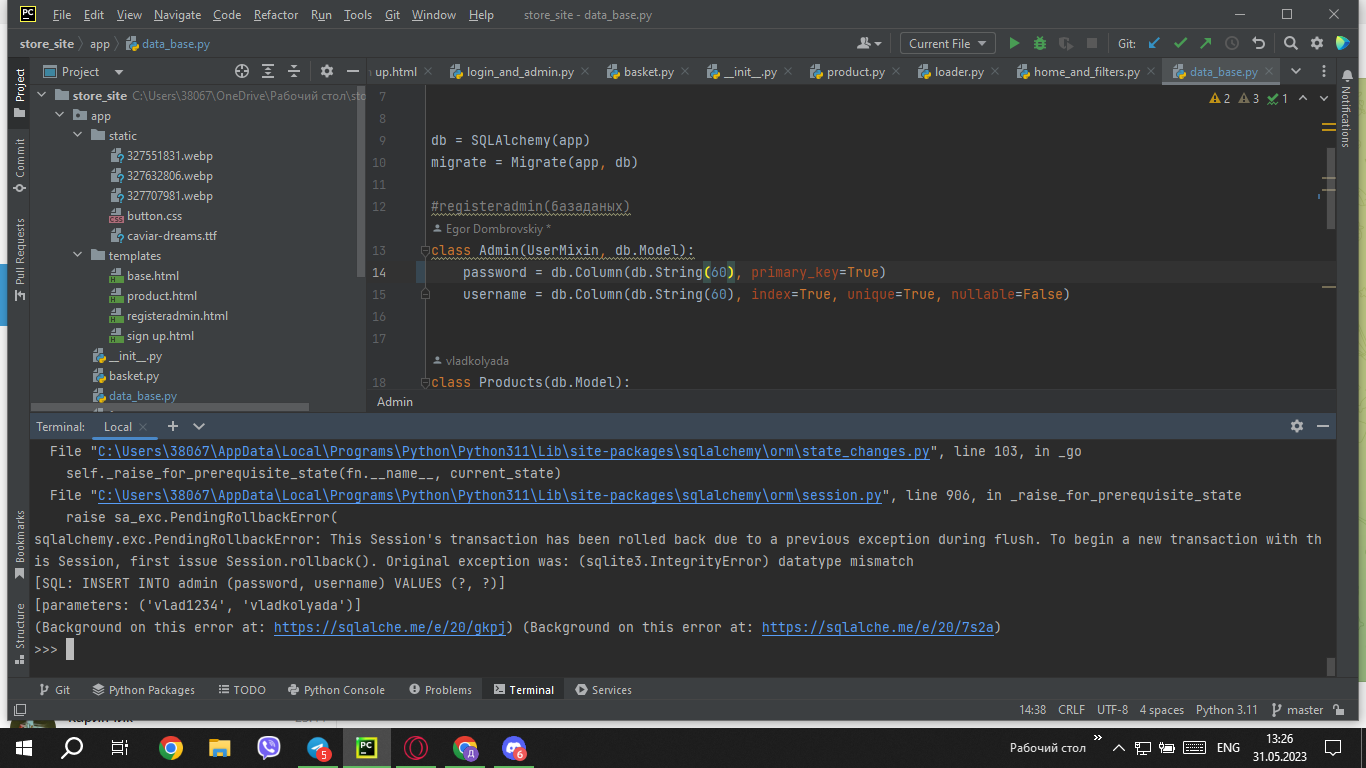 File Edit View Navigate Code Refactor Run Tools Git Window Help store_site - data_base.py
store_site app data_base.py Current File Git:
Project up.html login_and_admin.py basket.py __init__.py product.py loader.py home_and_filters.py data_base.py
store_site C:\Users\38067\OneDrive\Рабочий стол\sto
app
static
327551831.webp
327632806.webp
327707981.webp
button.css
caviar-dreams.ttf
templates
base.html
product.html
registeradmin.html
sign up.html
__init__.py
basket.py
data_base.py
2 3 1
7
8
9 db = SQLAlchemy(app)
10 migrate = Migrate(app, db)
11
12 #registeradmin(базаданых)
Egor Dombrovskiy *
13 class Admin(UserMixin, db.Model):
14 password = db.Column(db.String(60), primary_key=True)
15 username = db.Column(db.String(60), index=True, unique=True, nullable=False)
16
17
vladkolyada
18 class Products(db.Model):
Admin
Project
Commit
Pull Requests
Bookmarks
Structure
Notifications
Terminal: Local
File "C:\Users\38067\AppData\Local\Programs\Python\Python311\Lib\site-packages\sqlalchemy\orm\state_changes.py", line 103, in _go
self._raise_for_prerequisite_state(fn.__name__, current_state)
File "C:\Users\38067\AppData\Local\Programs\Python\Python311\Lib\site-packages\sqlalchemy\orm\session.py", line 906, in _raise_for_prerequisite_state
raise sa_exc.PendingRollbackError(
sqlalchemy.exc.PendingRollbackError: This Session's transaction has been rolled back due to a previous exception during flush. To begin a new transaction with th
is Session, first issue Session.rollback(). Original exception was: (sqlite3.IntegrityError) datatype mismatch
[SQL: INSERT INTO admin (password, username) VALUES (?, ?)]
[parameters: ('vlad1234', 'vladkolyada')]
(Background on this error at: https://sqlalche.me/e/20/gkpj) (Background on this error at: https://sqlalche.me/e/20/7s2a)
>>>
Git Python Packages TODO Python Console Problems Terminal Services
14:38 CRLF UTF-8 4 spaces Python 3.11 master
5 6 Рабочий стол » ENG 13:26
31.05.2023